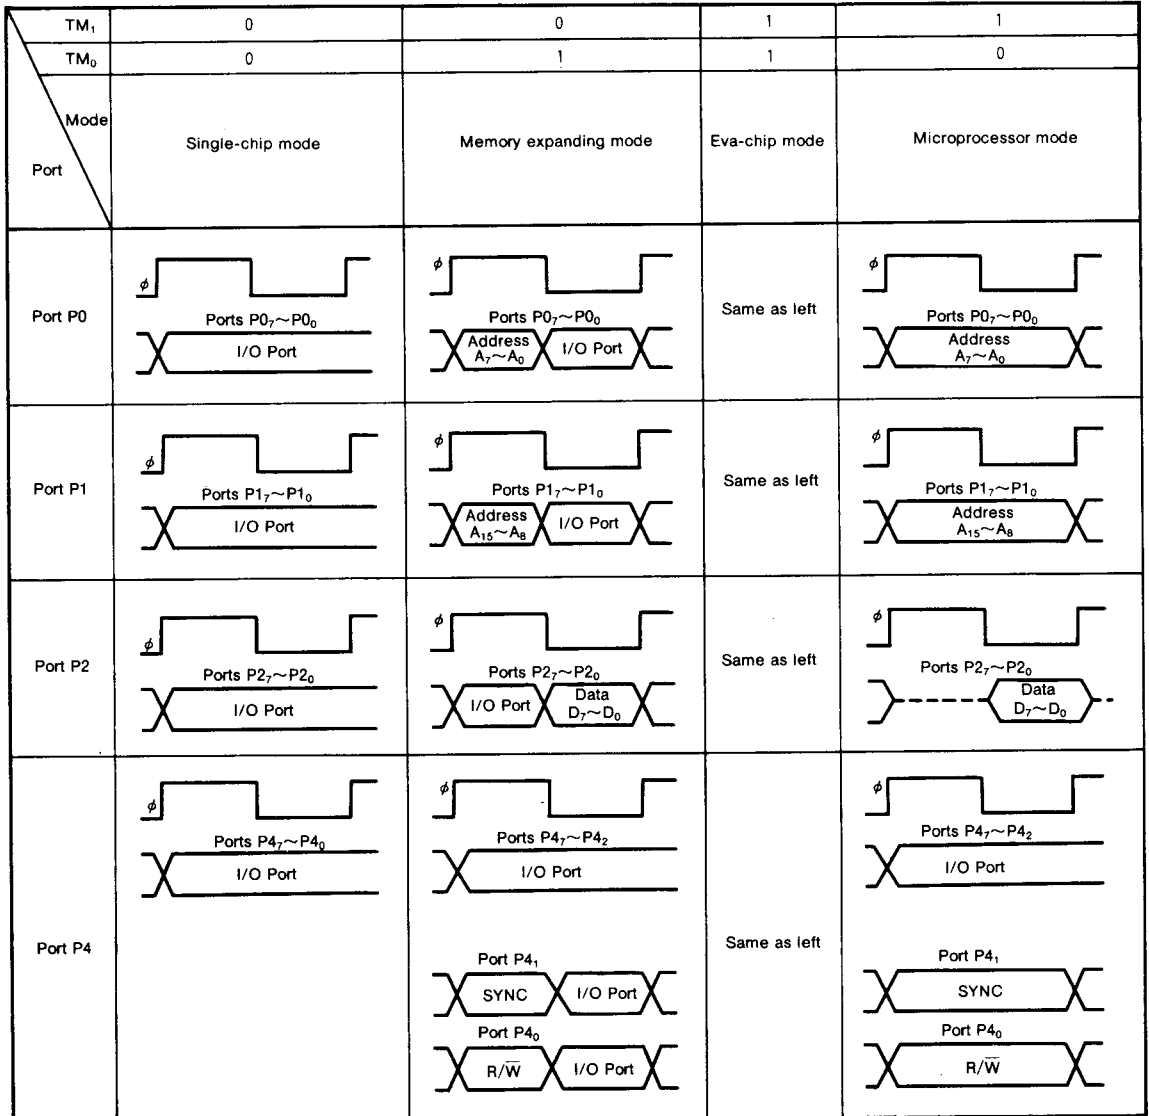 TM₁ 0 0 1 1
TM₀ 0 1 1 0
Mode
Port
Single-chip mode
Memory expanding mode
Eva-chip mode
Microprocessor mode
Port P0
ϕ
Ports P0₇~P0₀
I/O Port
ϕ
Ports P0₇~P0₀
Address
A₇~A₀
I/O Port
Same as left
ϕ
Ports P0₇~P0₀
Address
A₇~A₀
Port P1
ϕ
Ports P1₇~P1₀
I/O Port
ϕ
Ports P1₇~P1₀
Address
A₁₅~A₈
I/O Port
Same as left
ϕ
Ports P1₇~P1₀
Address
A₁₅~A₈
Port P2
ϕ
Ports P2₇~P2₀
I/O Port
ϕ
Ports P2₇~P2₀
I/O Port
Data
D₇~D₀
Same as left
ϕ
Ports P2₇~P2₀
Data
D₇~D₀
Port P4
ϕ
Ports P4₇~P4₀
I/O Port
ϕ
Ports P4₇~P4₂
I/O Port
Port P4₁
SYNC
I/O Port
Port P4₀
R/W̅
I/O Port
Same as left
ϕ
Ports P4₇~P4₂
I/O Port
Port P4₁
SYNC
Port P4₀
R/W̅